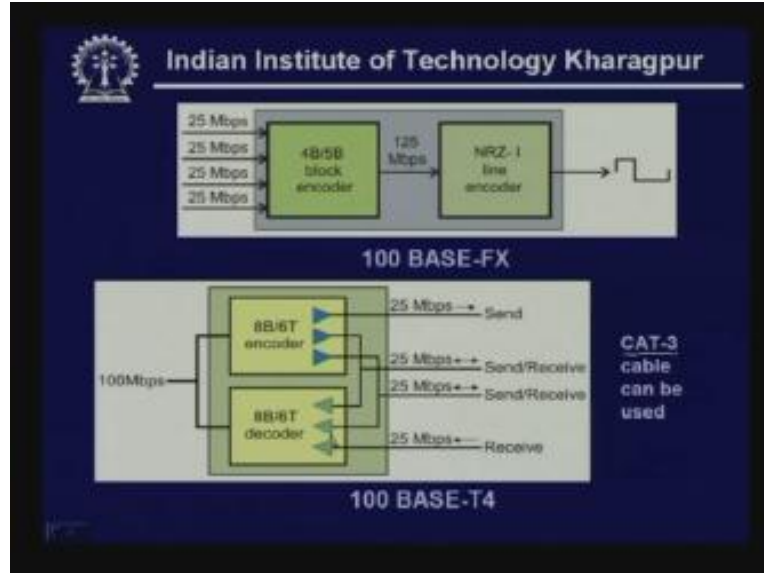 Indian Institute of Technology Kharagpur
25 Mbps
25 Mbps
25 Mbps
25 Mbps
4B/5B
block
encoder
125
Mbps
NRZ-I
line
encoder
100 BASE-FX
100Mbps
8B/6T
encoder
8B/6T
decoder
25 Mbps
Send
25 Mbps
Send/Receive
25 Mbps
Send/Receive
25 Mbps
Receive
CAT-3
cable
can be
used
100 BASE-T4